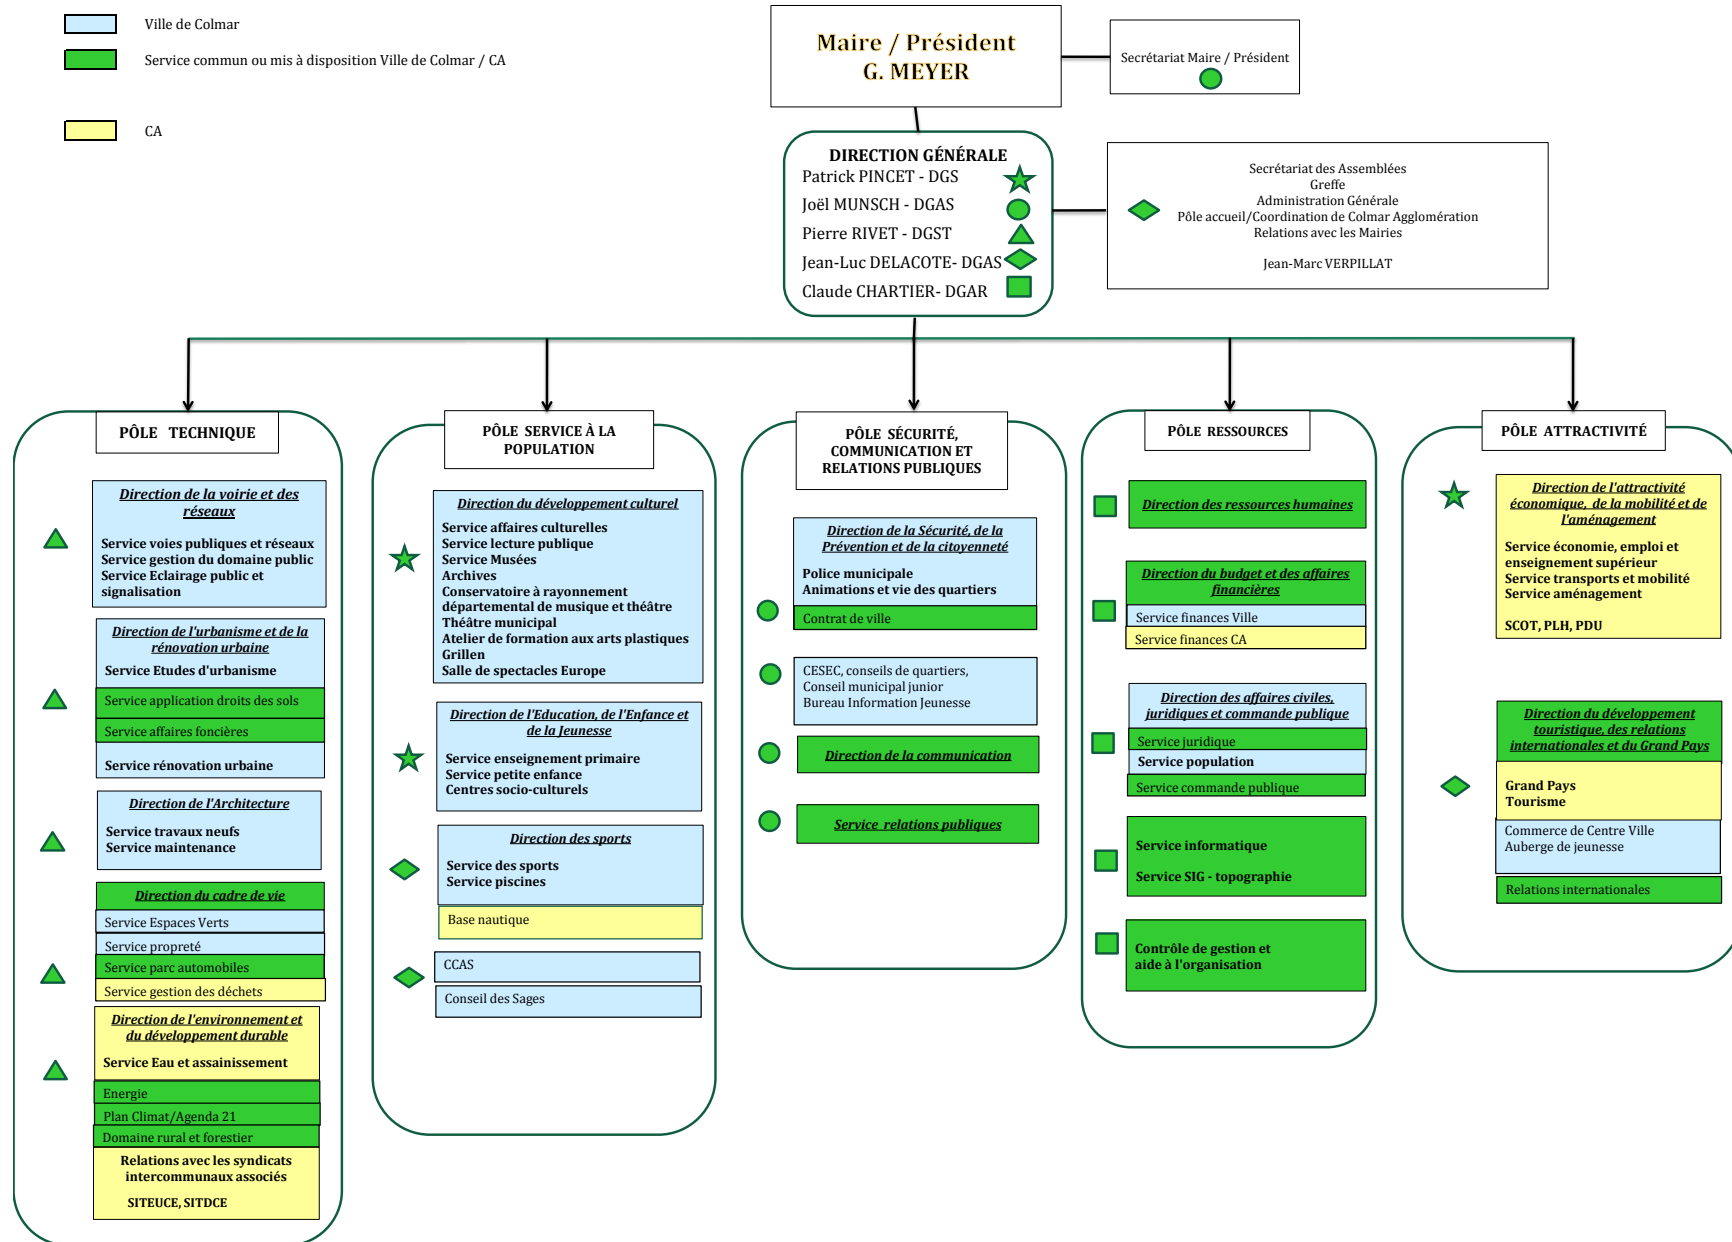 Ville de Colmar
Service commun ou mis à disposition Ville de Colmar / CA
CA
Maire / Président
G. MEYER
Secrétariat Maire / Président
DIRECTION GÉNÉRALE
Patrick PINCET - DGS
Joël MUNSCH - DGAS
Pierre RIVET - DGST
Jean-Luc DELACOTE- DGAS
Claude CHARTIER- DGAR
Secrétariat des Assemblées
Greffe
Administration Générale
Pôle accueil/Coordination de Colmar Agglomération
Relations avec les Mairies
Jean-Marc VERPILLAT
PÔLE TECHNIQUE
Direction de la voirie et des
réseaux
Service voies publiques et réseaux
Service gestion du domaine public
Service Eclairage public et
signalisation
Direction de l'urbanisme et de la
rénovation urbaine
Service Etudes d'urbanisme
Service application droits des sols
Service affaires foncières
Service rénovation urbaine
Direction de l'Architecture
Service travaux neufs
Service maintenance
Direction du cadre de vie
Service Espaces Verts
Service propreté
Service parc automobiles
Service gestion des déchets
Direction de l'environnement et
du développement durable
Service Eau et assainissement
Energie
Plan Climat/Agenda 21
Domaine rural et forestier
Relations avec les syndicats
intercommunaux associés
SITEUCE, SITDCE
PÔLE SERVICE À LA
POPULATION
Direction du développement culturel
Service affaires culturelles
Service lecture publique
Service Musées
Archives
Conservatoire à rayonnement
départemental de musique et théâtre
Théâtre municipal
Atelier de formation aux arts plastiques
Grillen
Salle de spectacles Europe
Direction de l'Education, de l'Enfance et
de la Jeunesse
Service enseignement primaire
Service petite enfance
Centres socio-culturels
Direction des sports
Service des sports
Service piscines
Base nautique
CCAS
Conseil des Sages
PÔLE SÉCURITÉ,
COMMUNICATION ET
RELATIONS PUBLIQUES
Direction de la Sécurité, de la
Prévention et de la citoyenneté
Police municipale
Animations et vie des quartiers
Contrat de ville
CESEC, conseils de quartiers,
Conseil municipal junior
Bureau Information Jeunesse
Direction de la communication
Service relations publiques
PÔLE RESSOURCES
Direction des ressources humaines
Direction du budget et des affaires
financières
Service finances Ville
Service finances CA
Direction des affaires civiles,
juridiques et commande publique
Service juridique
Service population
Service commande publique
Service informatique
Service SIG - topographie
Contrôle de gestion et
aide à l'organisation
PÔLE ATTRACTIVITÉ
Direction de l'attractivité
économique, de la mobilité et de
l'aménagement
Service économie, emploi et
enseignement supérieur
Service transports et mobilité
Service aménagement
SCOT, PLH, PDU
Direction du développement
touristique, des relations
internationales et du Grand Pays
Grand Pays
Tourisme
Commerce de Centre Ville
Auberge de jeunesse
Relations internationales